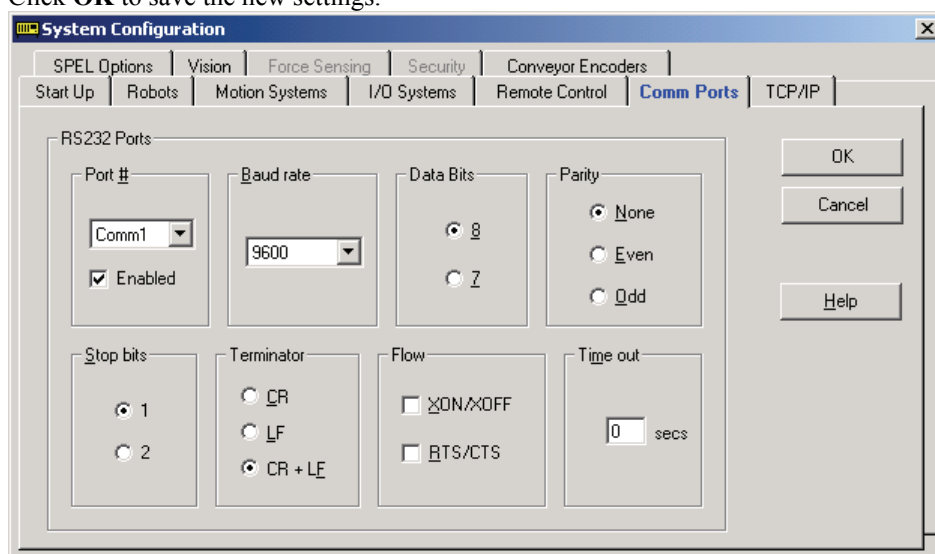 Click OK to save the new settings.
System Configuration
SPEL Options Vision Force Sensing Security Conveyor Encoders
Start Up Robots Motion Systems I/O Systems Remote Control Comm Ports TCP/IP
RS232 Ports
Port #
Comm1
Enabled
Baud rate
9600
Data Bits
8
7
Parity
None
Even
Odd
OK
Cancel
Help
Stop bits
1
2
Terminator
CR
LF
CR + LF
Flow
XON/XOFF
RTS/CTS
Time out
0 secs